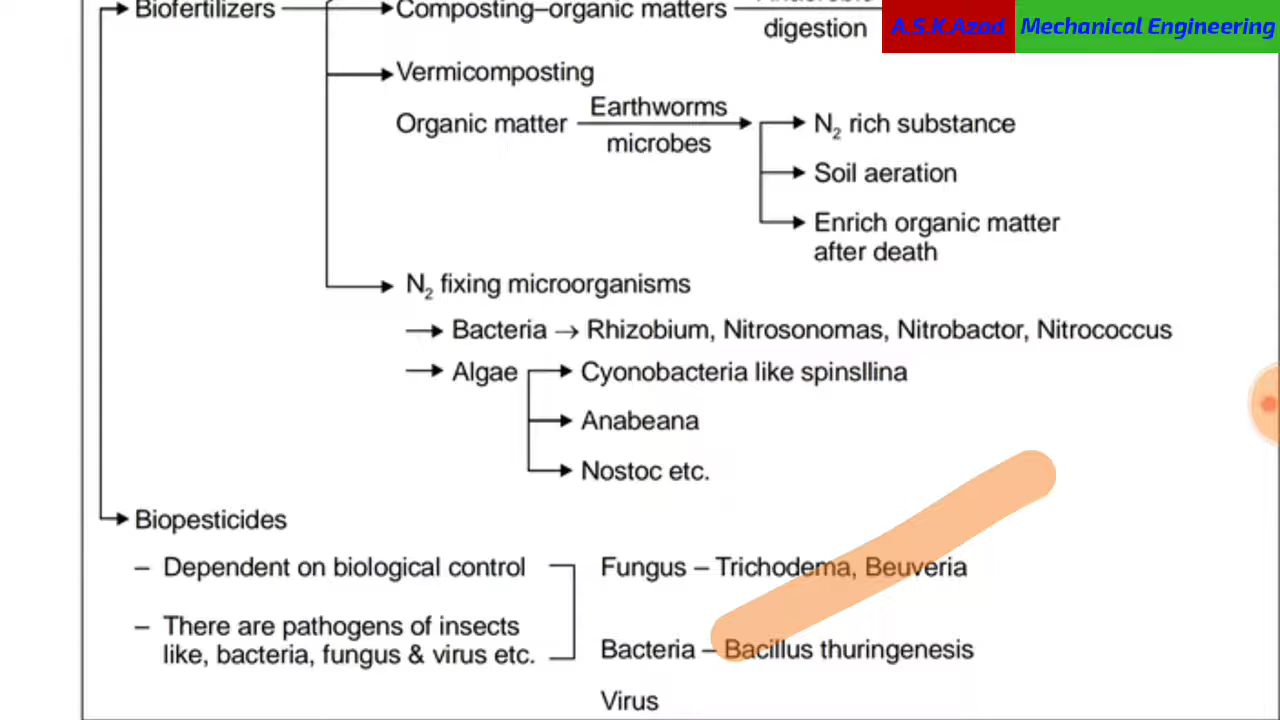 Biofertilizers
Composting–organic matters
digestion
A.S.K.Azad Mechanical Engineering
Vermicomposting
Organic matter
Earthworms
microbes
N₂ rich substance
Soil aeration
Enrich organic matter
after death
N₂ fixing microorganisms
Bacteria → Rhizobium, Nitrosonomas, Nitrobactor, Nitrococcus
Algae
Cyonobacteria like spinsllina
Anabeana
Nostoc etc.
Biopesticides
– Dependent on biological control
– There are pathogens of insects
like, bacteria, fungus & virus etc.
Fungus – Trichodema, Beuveria
Bacteria – Bacillus thuringenesis
Virus